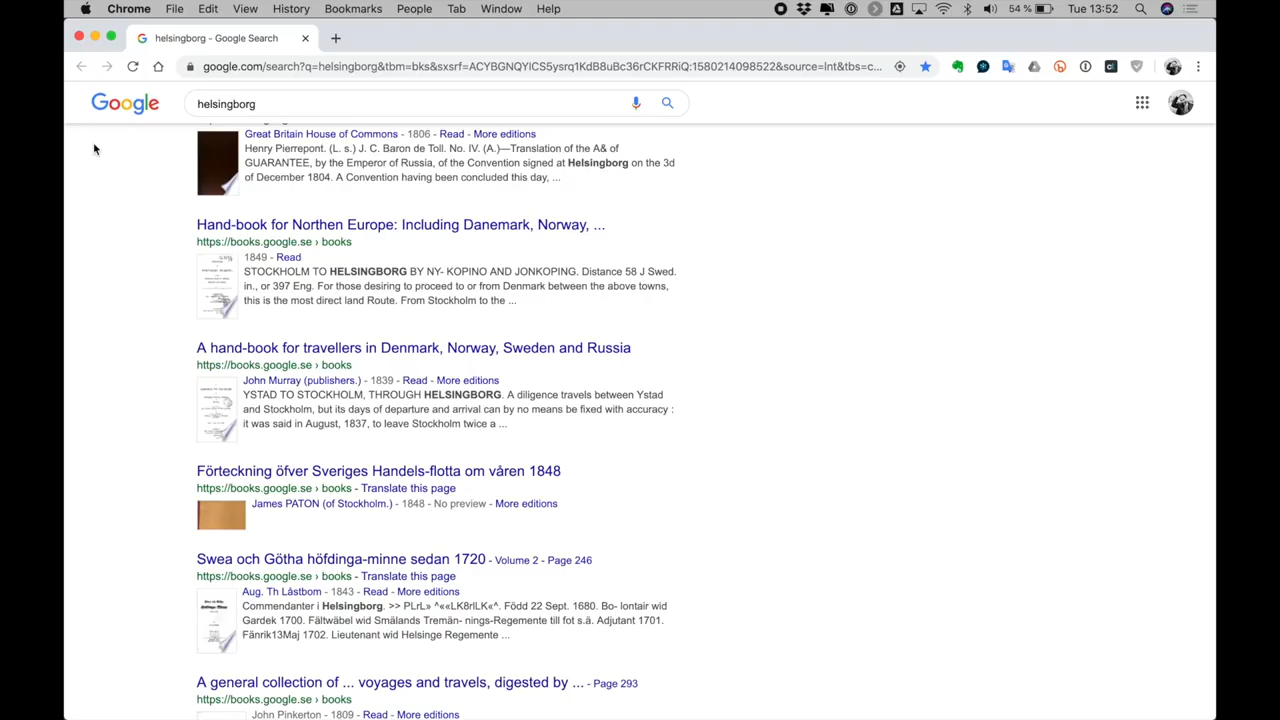 Chrome File Edit View History Bookmarks People Tab Window Help 54 % Tue 13:52
helsingborg - Google Search
google.com/search?q=helsingborg&tbm=bks&sxsrf=ACYBGNQYlCS5ysrq1KdB8uBc36rCKFRRiQ:1580214098522&source=lnt&tbs=c...
Google helsingborg
Great Britain House of Commons - 1806 - Read - More editions
Henry Pierrepont. (L. s.) J. C. Baron de Toll. No. IV. (A.)—Translation of the A& of
GUARANTEE, by the Emperor of Russia, of the Convention signed at Helsingborg on the 3d
of December 1804. A Convention having been concluded this day, ...
Hand-book for Northen Europe: Including Danemark, Norway, ...
https://books.google.se › books
1849 - Read
STOCKHOLM TO HELSINGBORG BY NY- KOPINO AND JONKOPING. Distance 58 J Swed.
in., or 397 Eng. For those desiring to proceed to or from Denmark between the above towns,
this is the most direct land Route. From Stockholm to the ...
A hand-book for travellers in Denmark, Norway, Sweden and Russia
https://books.google.se › books
John Murray (publishers.) - 1839 - Read - More editions
YSTAD TO STOCKHOLM, THROUGH HELSINGBORG. A diligence travels between Ystad
and Stockholm, but its days of departure and arrival can by no means be fixed with accuracy :
it was said in August, 1837, to leave Stockholm twice a ...
Förteckning öfver Sveriges Handels-flotta om våren 1848
https://books.google.se › books - Translate this page
James PATON (of Stockholm.) - 1848 - No preview - More editions
Swea och Götha höfdinga-minne sedan 1720 - Volume 2 - Page 246
https://books.google.se › books - Translate this page
Aug. Th Låstbom - 1843 - Read - More editions
Commendanter i Helsingborg. >> PLrL» ^««LK8rlLK«^. Född 22 Sept. 1680. Bo- lontair wid
Gardek 1700. Fältwäbel wid Smålands Tremän- nings-Regemente till fot s.ä. Adjutant 1701.
Fänrik13Maj 1702. Lieutenant wid Helsinge Regemente ...
A general collection of ... voyages and travels, digested by ... - Page 293
https://books.google.se › books
John Pinkerton - 1809 - Read - More editions